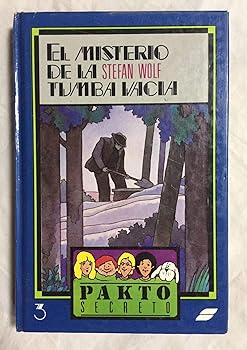 EL MISTERIO
DE LA STEFAN WOLF
TUMBA VACIA
PAKTO
SECRETO
3